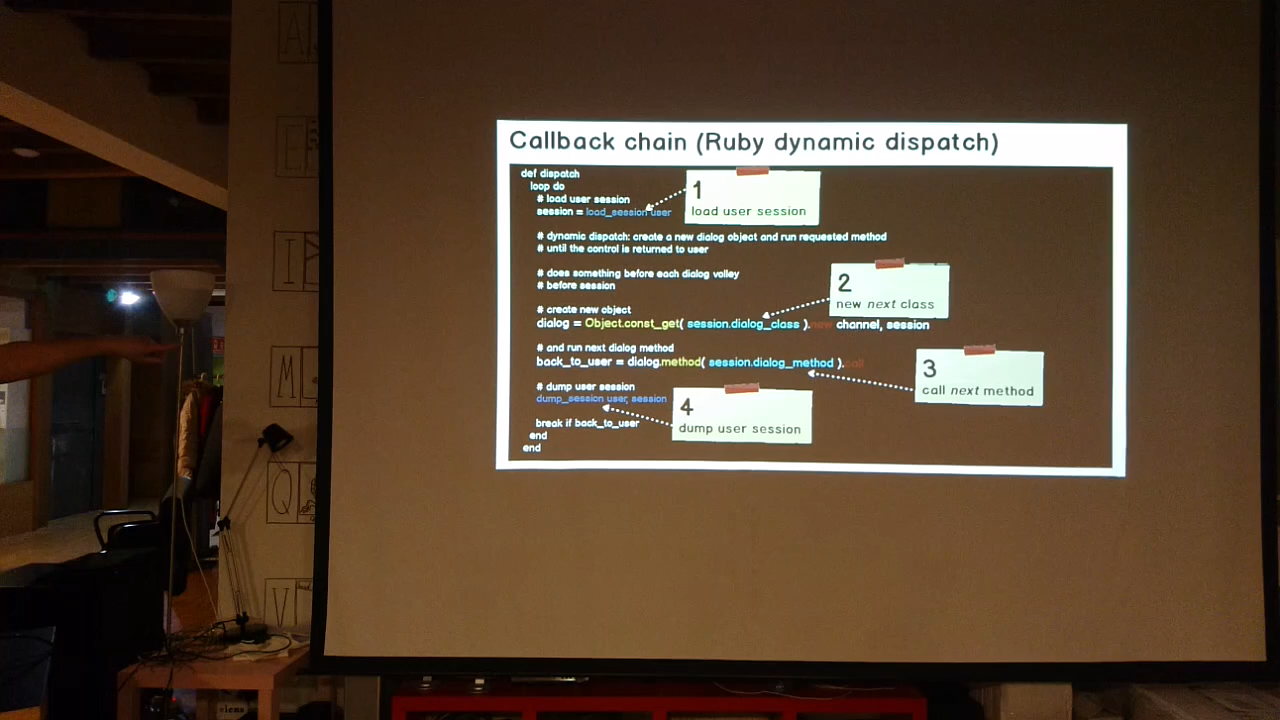 Callback chain (Ruby dynamic dispatch)
def dispatch
loop do
# load user session
session = load_session user
1
load user session
# dynamic dispatch: create a new dialog object and run requested method
# until the control is returned to user
# does something before each dialog volley
# before session
2
new next class
# create new object
dialog = Object.const_get( session.dialog_class ).new channel, session
# and run next dialog method
back_to_user = dialog.method( session.dialog_method ).call
3
call next method
# dump user session
dump_session user, session
4
dump user session
break if back_to_user
end
end
A
E
I
M
Q
V